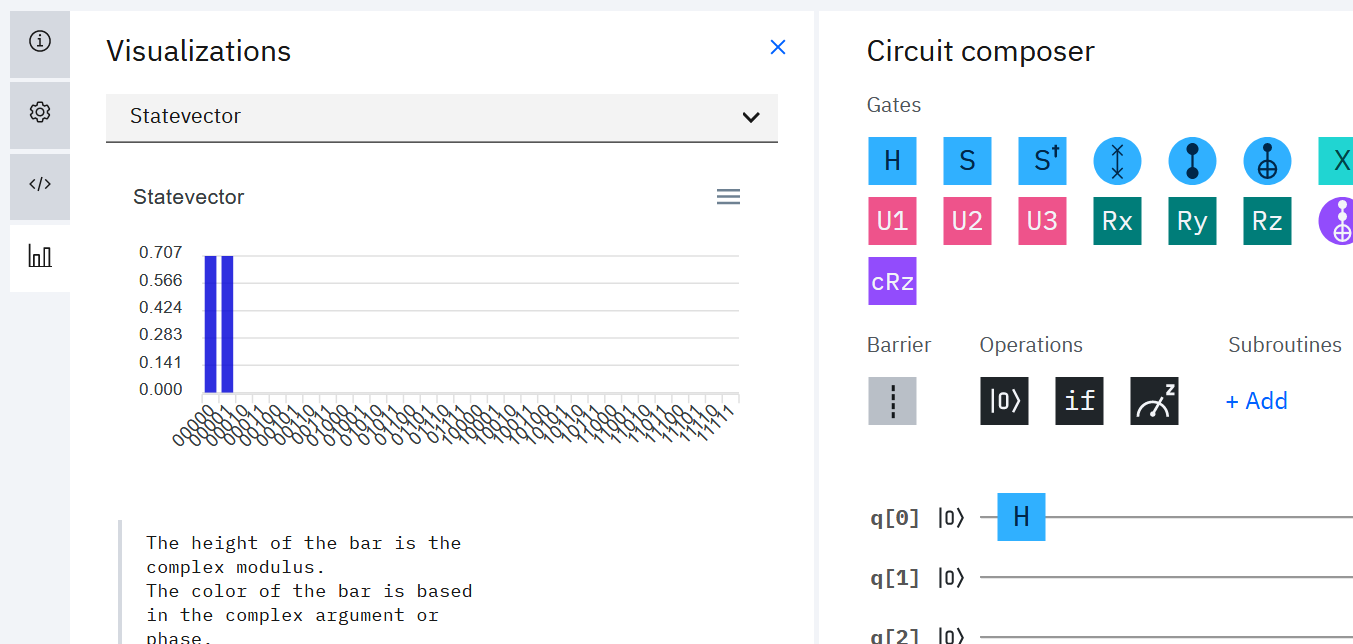 Visualizations
Statevector
Statevector
0.707
0.566
0.424
0.283
0.141
0.000
00000 00001 00010 00011 00100 00101 00110 00111 01000 01001 01010 01011 01100 01101 01110 01111 10000 10001 10010 10011 10100 10101 10110 10111 11000 11001 11010 11011 11100 11101 11110 11111
The height of the bar is the
complex modulus.
The color of the bar is based
in the complex argument or
phase.
Circuit composer
Gates
H S S† X
U1 U2 U3 Rx Ry Rz
cRz
Barrier Operations Subroutines
|0⟩ if z + Add
q[0] |0⟩ H
q[1] |0⟩
q[2] |0⟩